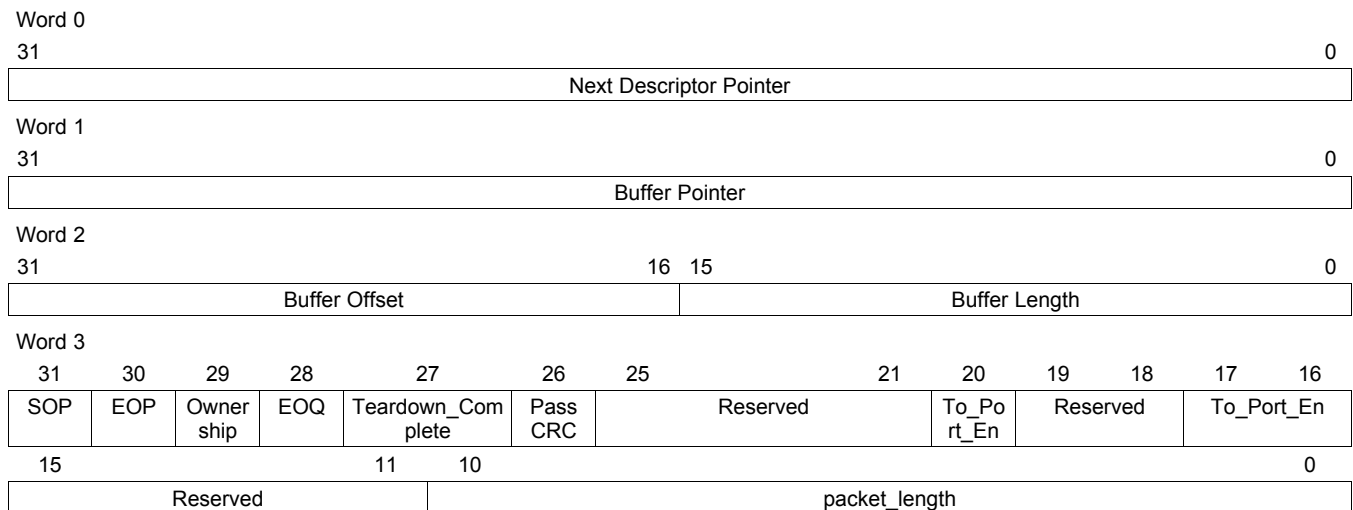 Word 0
31 0
Next Descriptor Pointer
Word 1
31 0
Buffer Pointer
Word 2
31 16 15 0
Buffer Offset Buffer Length
Word 3
31 30 29 28 27 26 25 21 20 19 18 17 16
SOP EOP Owner EOQ Teardown_Com Pass Reserved To_Po Reserved To_Port_En
ship plete CRC rt_En
15 11 10 0
Reserved packet_length